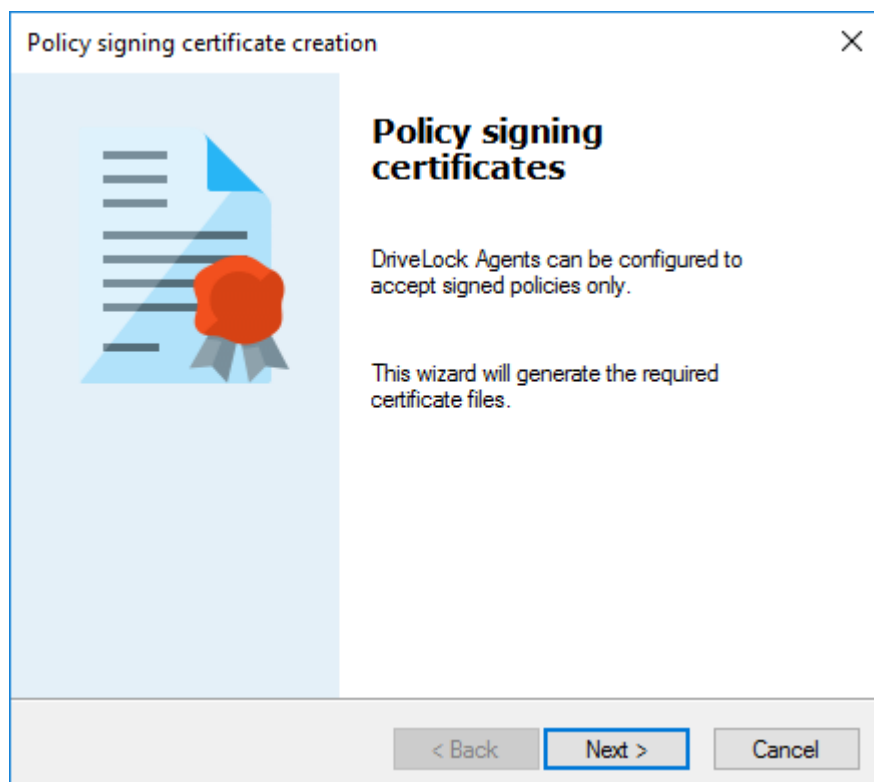 Policy signing certificate creation
Policy signing
certificates
DriveLock Agents can be configured to
accept signed policies only.
This wizard will generate the required
certificate files.
< Back
Next >
Cancel